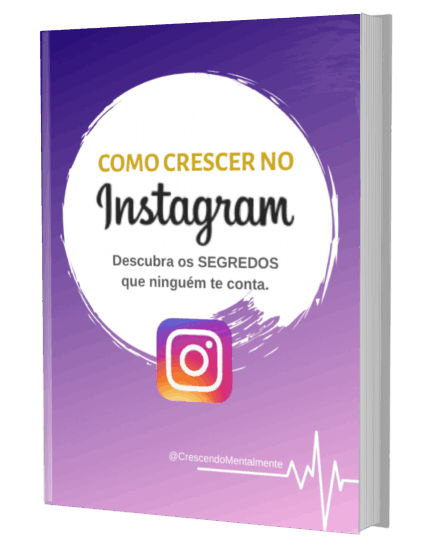 COMO CRESCER NO
Instagram
Descubra os SEGREDOS
que ninguém te conta.
@CrescendoMentalmente